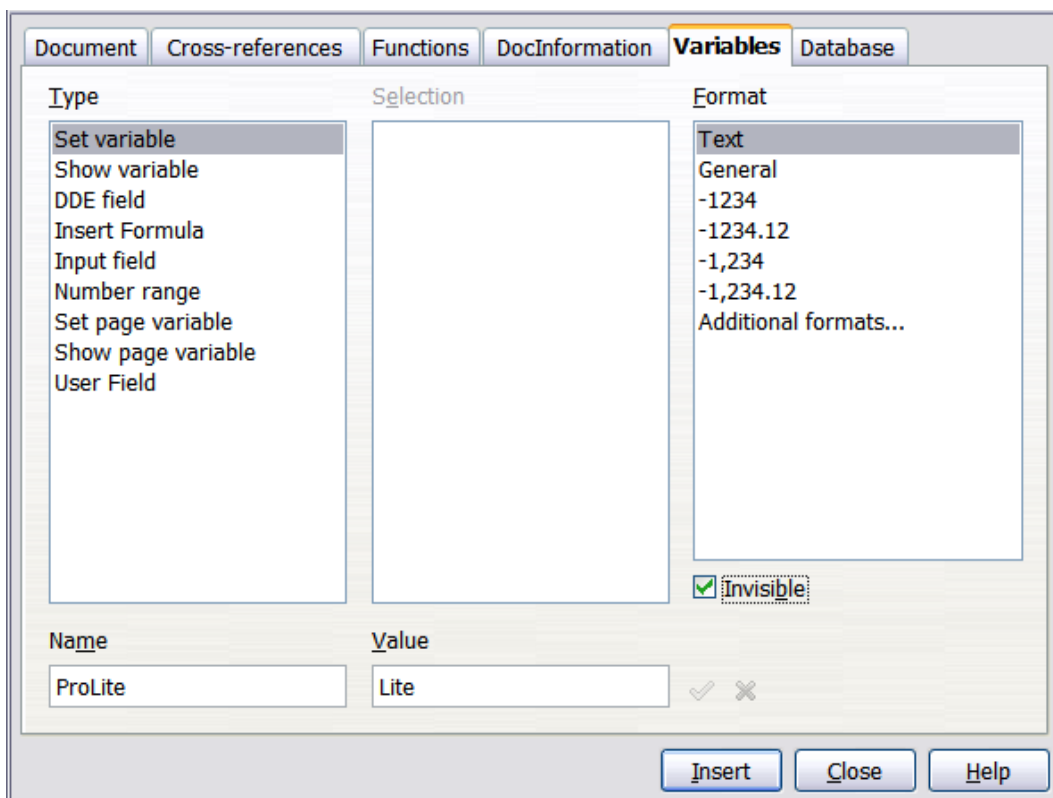 Document Cross-references Functions DocInformation Variables Database
Type Selection Format
Set variable
Show variable
DDE field
Insert Formula
Input field
Number range
Set page variable
Show page variable
User Field
Text
General
-1234
-1234.12
-1,234
-1,234.12
Additional formats...
Invisible
Name Value
ProLite Lite
Insert Close Help